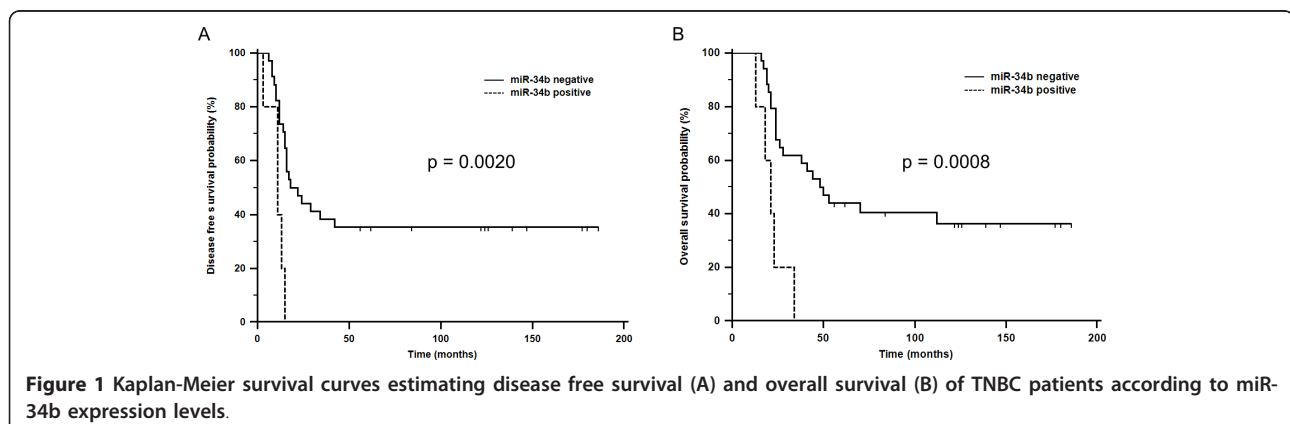 A
100
80
60
40
20
0
Disease free s urvival probability (%)
miR-34b negative
miR-34b positive
p = 0.0020
0 50 100 150 200
Time (months)
B
100
80
60
40
20
0
Overall survival probability (%)
miR-34b negative
miR-34b positive
p = 0.0008
0 50 100 150 200
Time (months)
Figure 1 Kaplan-Meier survival curves estimating disease free survival (A) and overall survival (B) of TNBC patients according to miR-
34b expression levels.